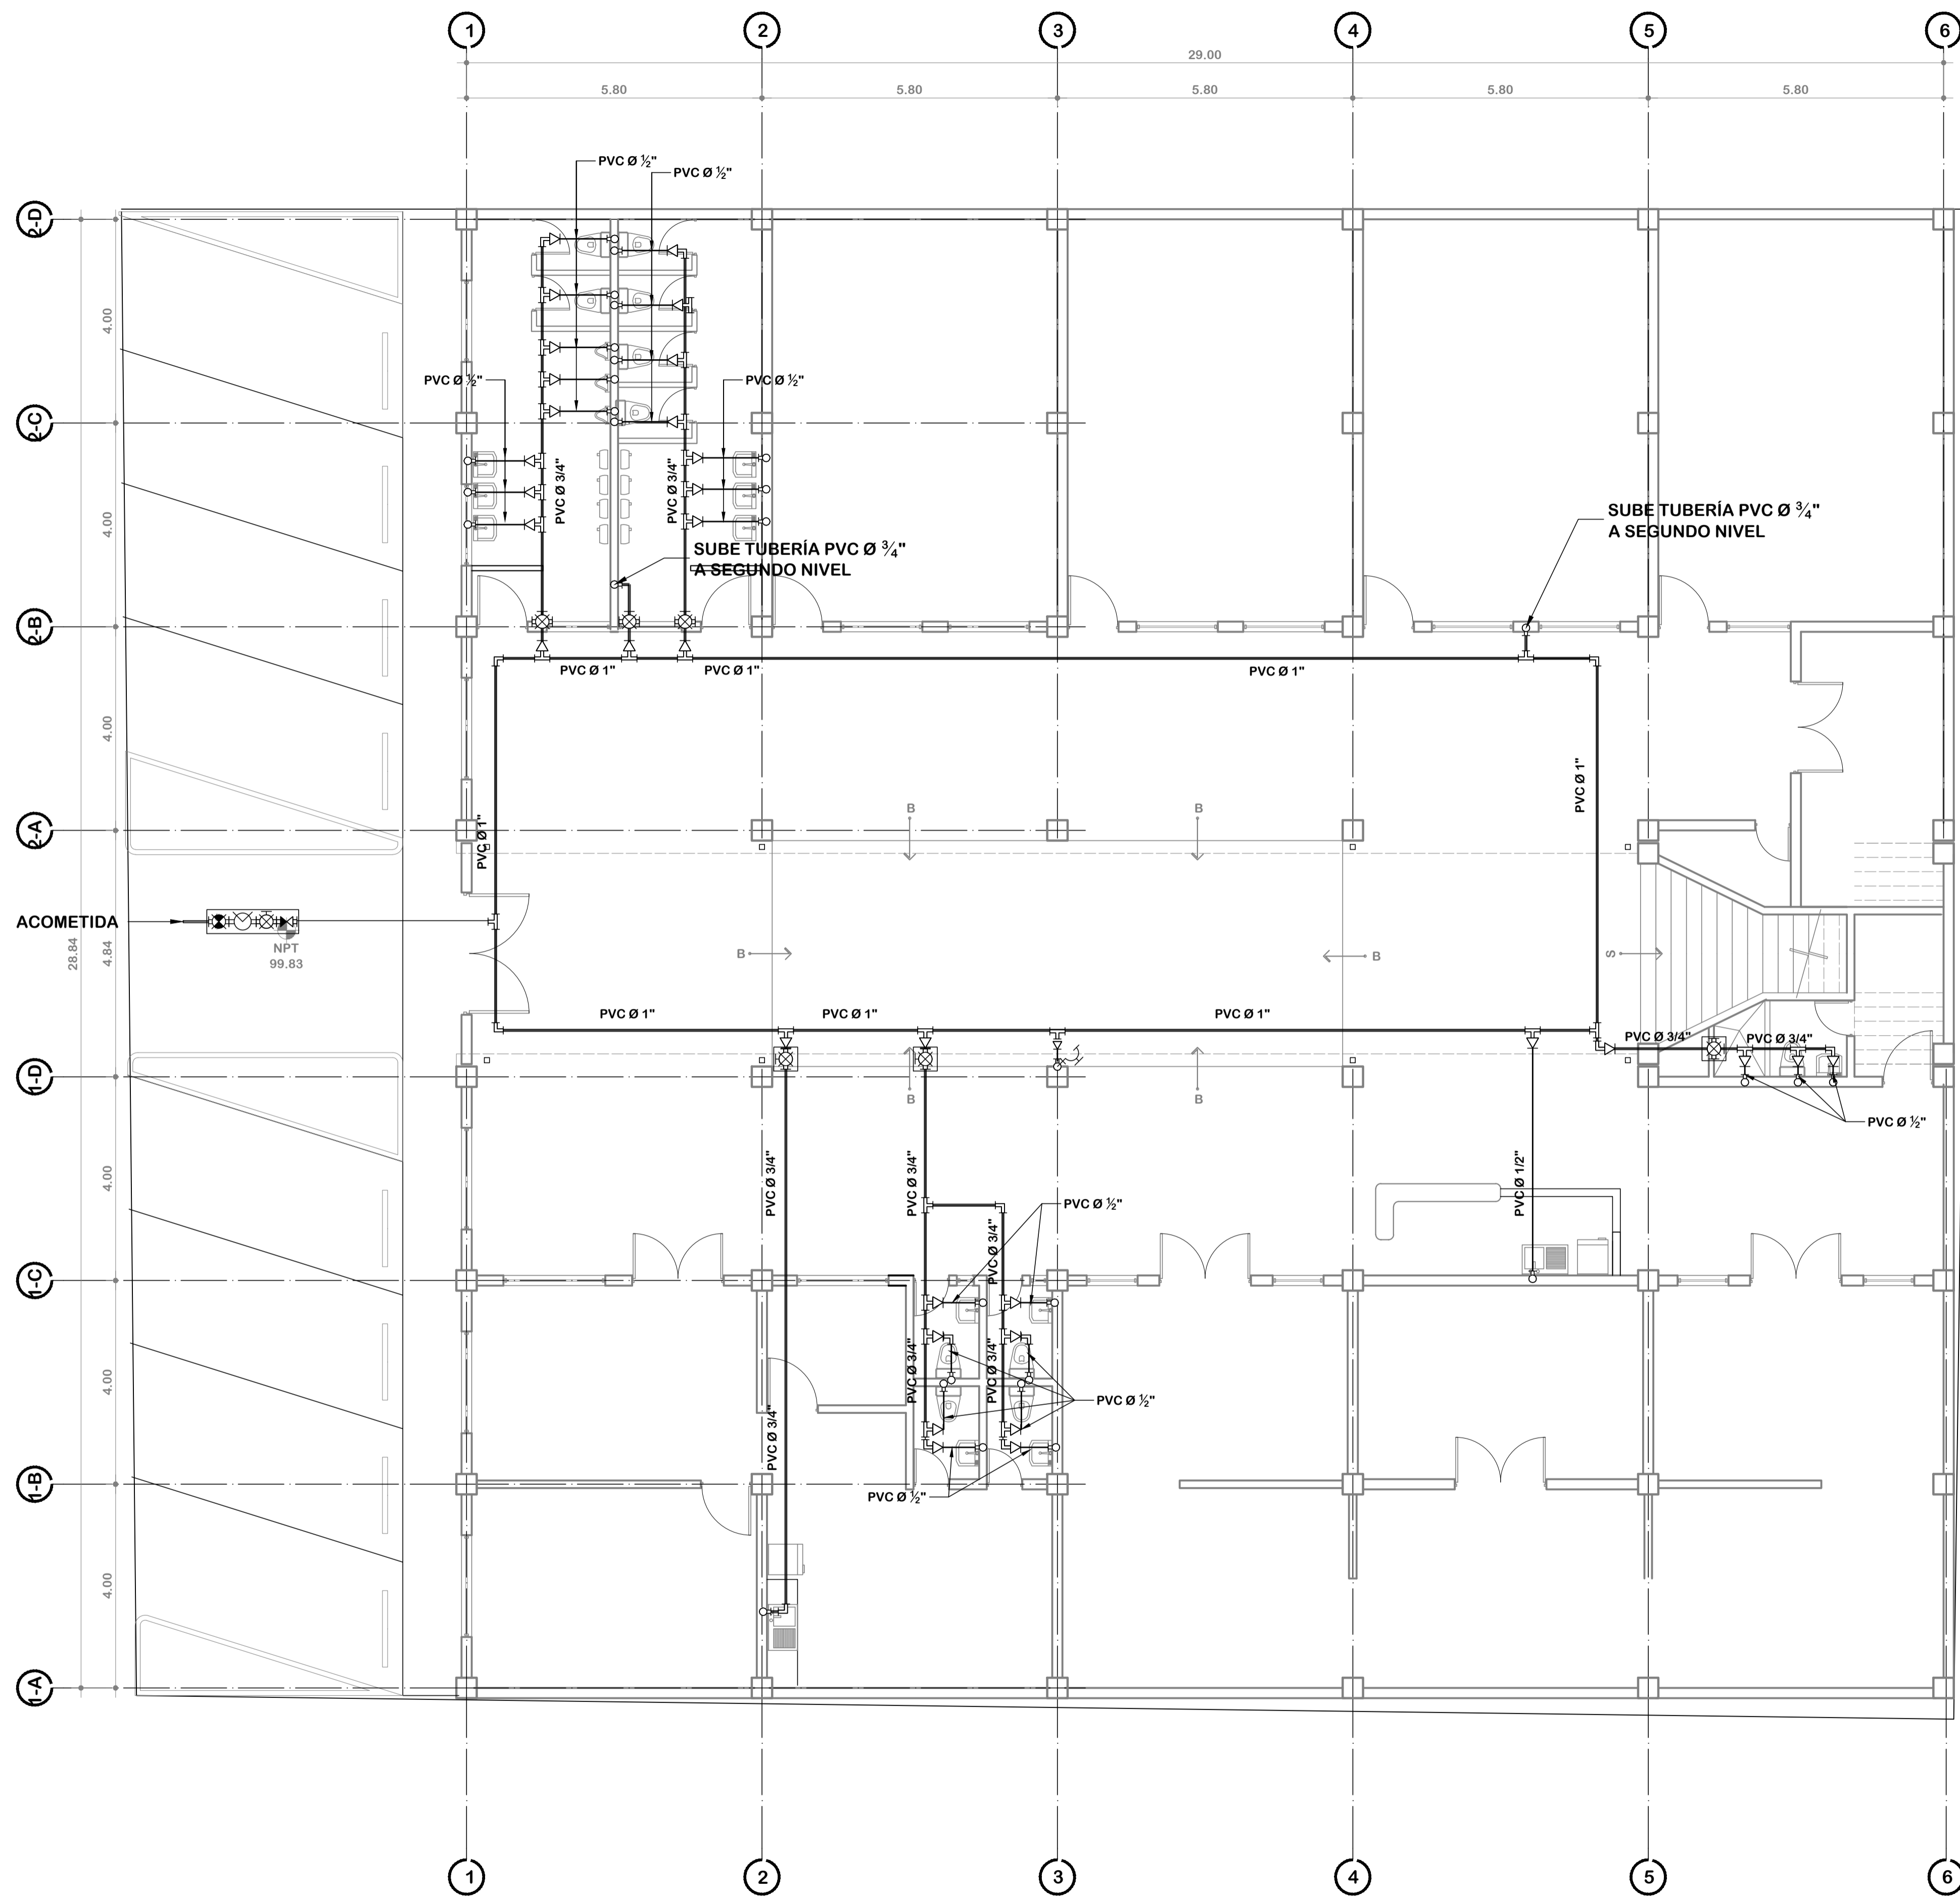 1
2
3
4
5
6
29.00
5.80
5.80
5.80
5.80
5.80
PVC Ø ½"
PVC Ø ½"
2-D
4.00
PVC Ø ½"
PVC Ø ½"
2-C
PVC Ø 3/4"
PVC Ø 3/4"
4.00
SUBE TUBERÍA PVC Ø ¾"
A SEGUNDO NIVEL
SUBE TUBERÍA PVC Ø ¾"
A SEGUNDO NIVEL
2-B
PVC Ø 1"
PVC Ø 1"
PVC Ø 1"
4.00
PVC Ø 1"
PVC Ø 1"
B
B
2-A
ACOMETIDA
NPT
99.83
28.84
4.84
B
B
S
PVC Ø 1"
PVC Ø 1"
PVC Ø 1"
PVC Ø 3/4"
PVC Ø 3/4"
1-D
B
B
PVC Ø ½"
4.00
PVC Ø 3/4"
PVC Ø 3/4"
PVC Ø 1/2"
PVC Ø ½"
PVC Ø 3/4"
1-C
PVC Ø 3/4"
PVC Ø 3/4"
4.00
PVC Ø ½"
PVC Ø 3/4"
1-B
PVC Ø ½"
4.00
1-A
1
2
3
4
5
6